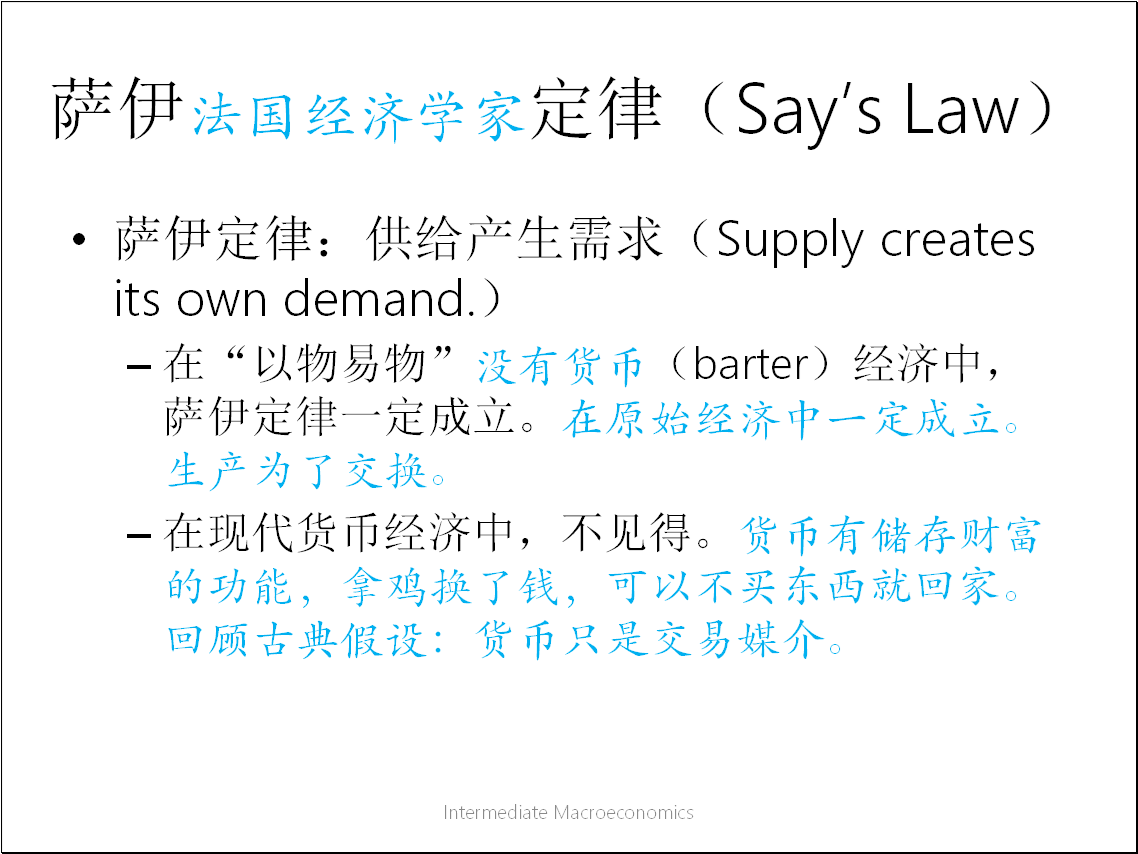 萨伊法国经济学家定律（Say's Law）
• 萨伊定律：供给产生需求（Supply creates
its own demand.）
– 在“以物易物”没有货币（barter）经济中，
萨伊定律一定成立。在原始经济中一定成立。
生产为了交换。
– 在现代货币经济中，不见得。货币有储存财富
的功能，拿鸡换了钱，可以不买东西就回家。
回顾古典假设：货币只是交易媒介。
Intermediate Macroeconomics